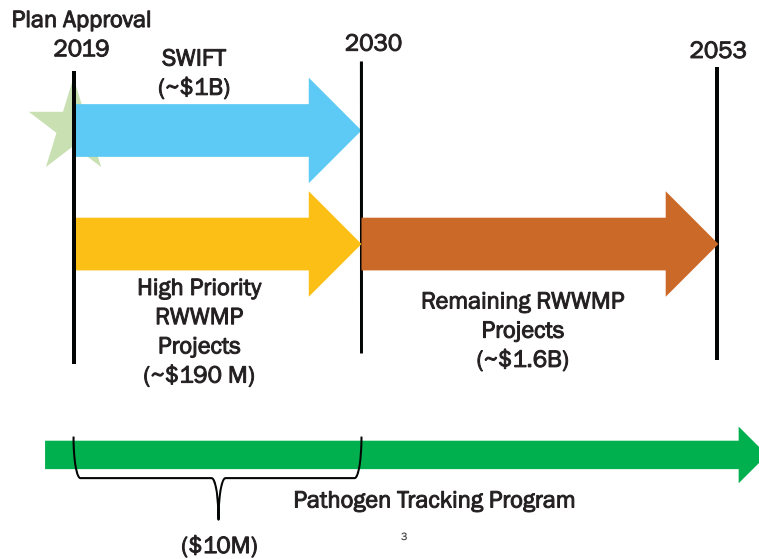 Plan Approval
2019
SWIFT
(~$1B)
2030
2053
High Priority
RWWMP
Projects
(~$190 M)
Remaining RWWMP
Projects
(~$1.6B)
Pathogen Tracking Program
($10M)
3